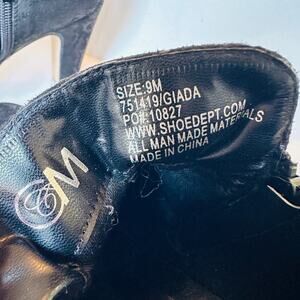 SIZE:9M
751419/GIADA
PO#:10827
WWW.SHOEDEPT.COM
ALL MAN MADE MATERIALS
MADE IN CHINA